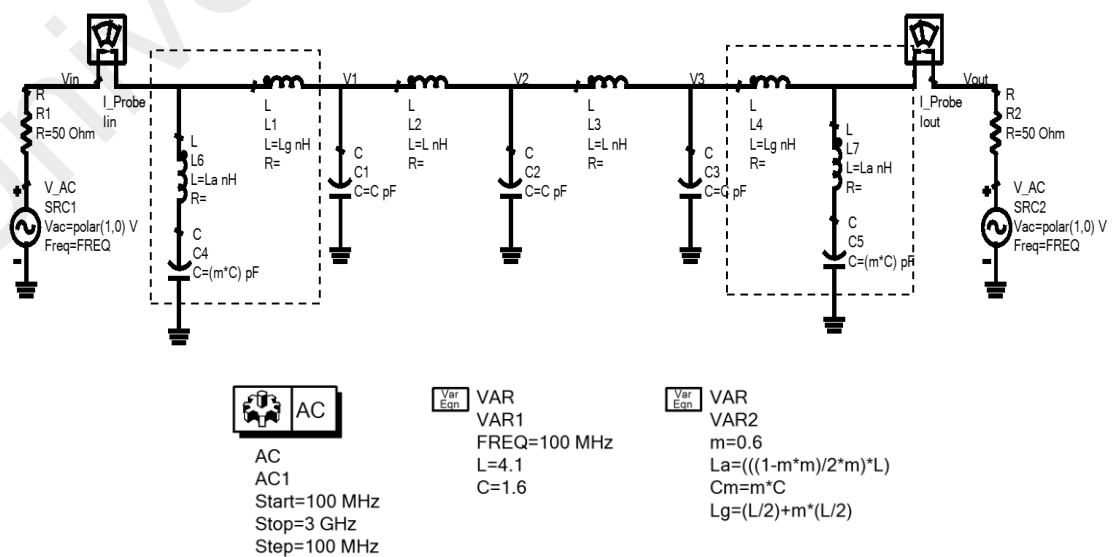 Vin
I_Probe
Iin
V1
V2
V3
I_Probe
Iout
Vout
R
R1
R=50 Ohm
V_AC
SRC1
Vac=polar(1,0) V
Freq=FREQ
L
L6
L=La nH
R=
C
C4
C=(m*C) pF
L
L1
L=Lg nH
R=
C
C1
C=C pF
L
L2
L=L nH
R=
C
C2
C=C pF
L
L3
L=L nH
R=
C
C3
C=C pF
L
L4
L=Lg nH
R=
L
L7
L=La nH
R=
C
C5
C=(m*C) pF
R
R2
R=50 Ohm
V_AC
SRC2
Vac=polar(1,0) V
Freq=FREQ
AC
AC
AC1
Start=100 MHz
Stop=3 GHz
Step=100 MHz
Var
Eqn
VAR
VAR1
FREQ=100 MHz
L=4.1
C=1.6
Var
Eqn
VAR
VAR2
m=0.6
La=(((1-m*m)/2*m)*L)
Cm=m*C
Lg=(L/2)+m*(L/2)